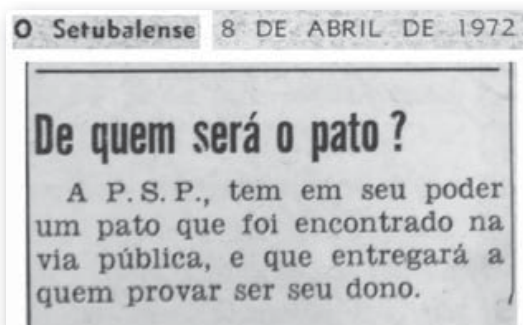 O Setubalense 8 DE ABRIL DE 1972
De quem será o pato ?
A P. S. P., tem em seu poder
um pato que foi encontrado na
via pública, e que entregará a
quem provar ser seu dono.